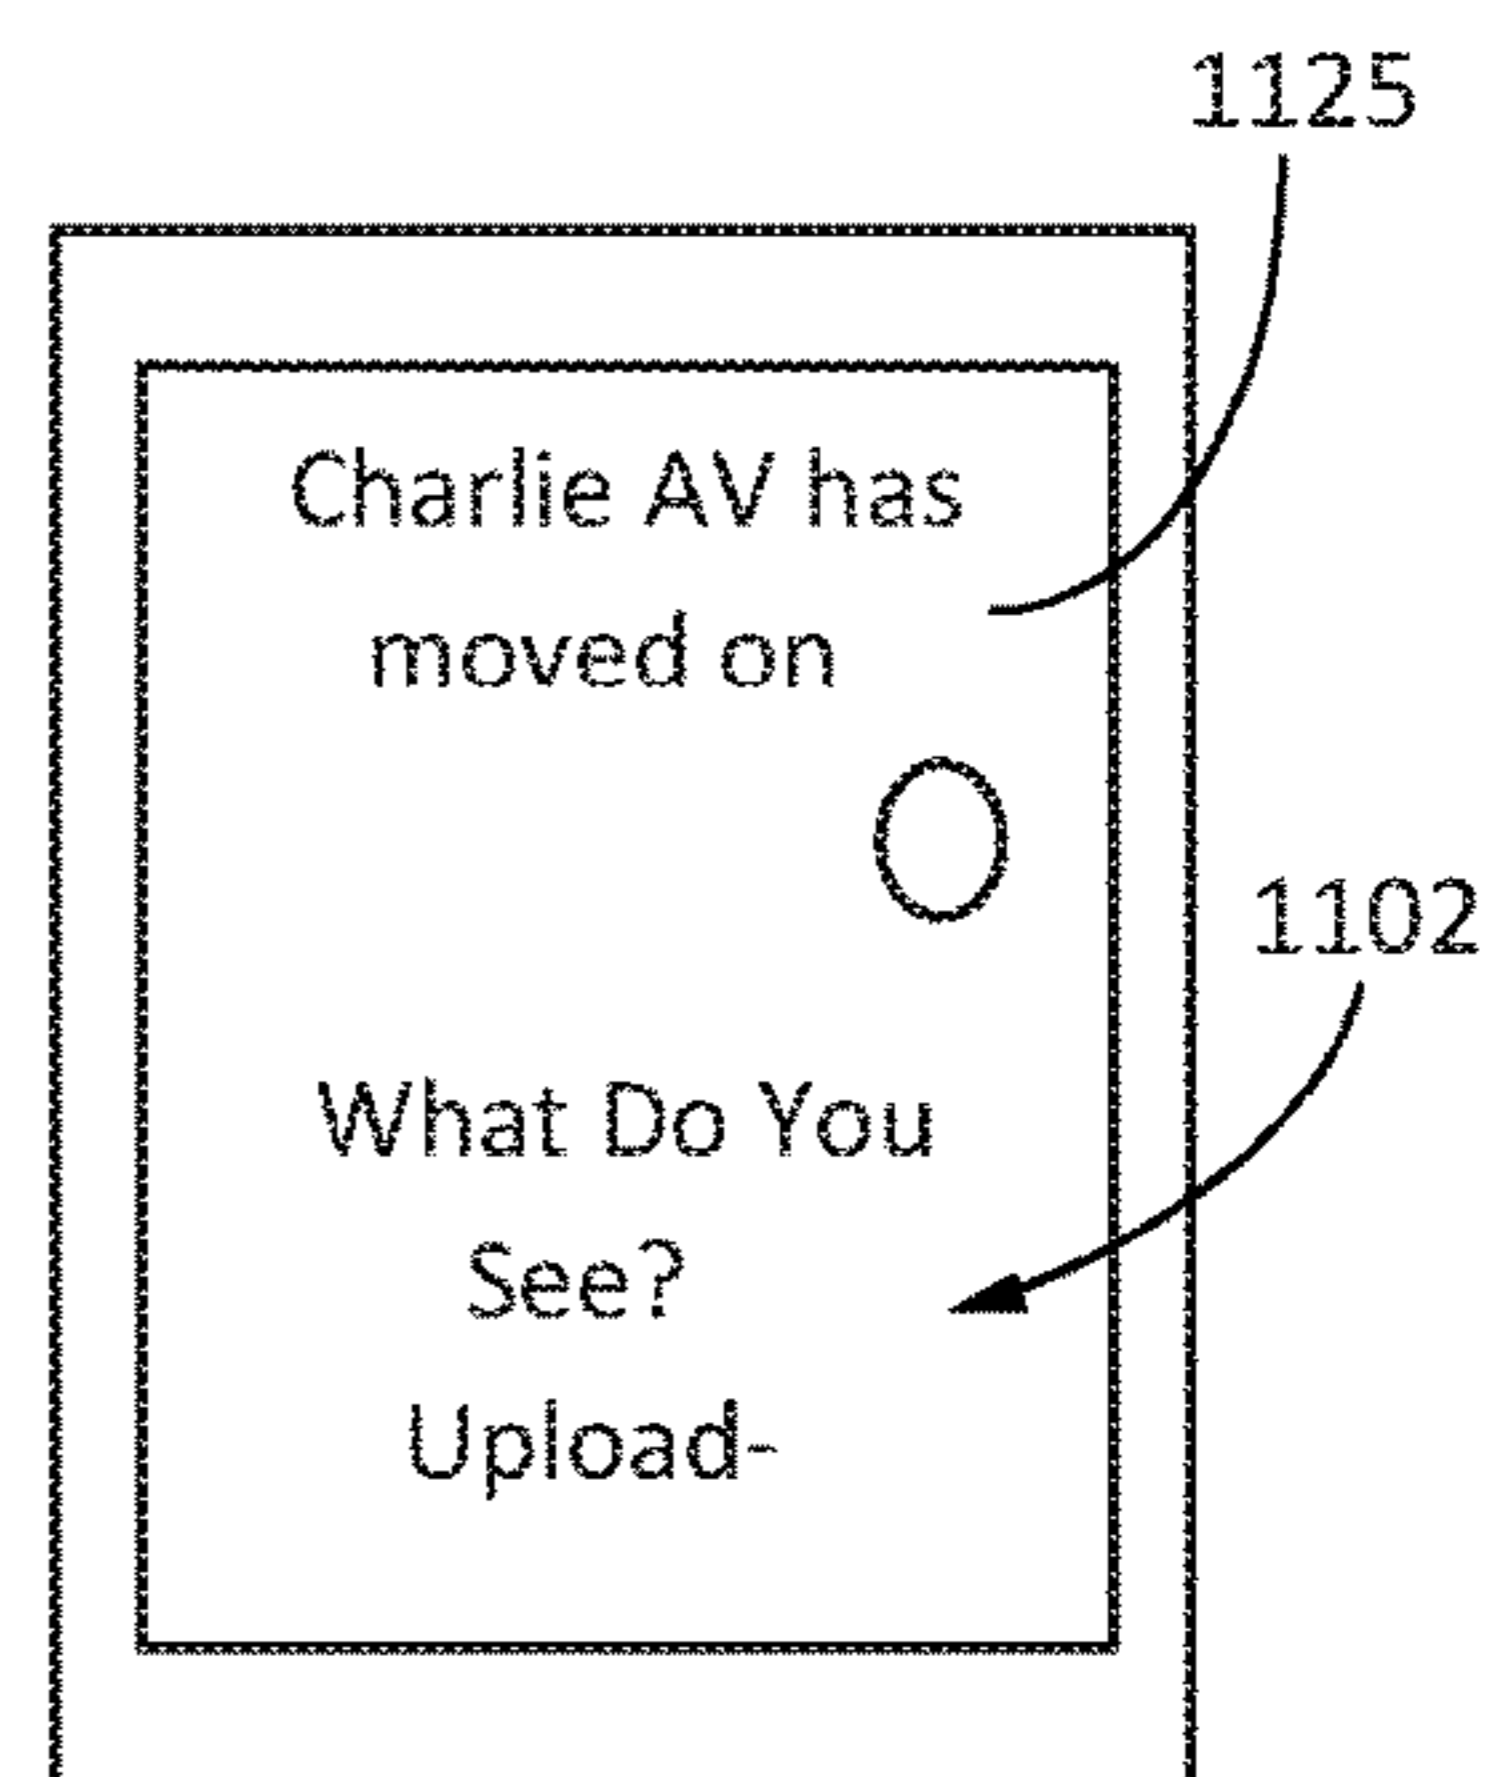 1125
Charlie AV has
moved on
1102
What Do You
See?
Upload-